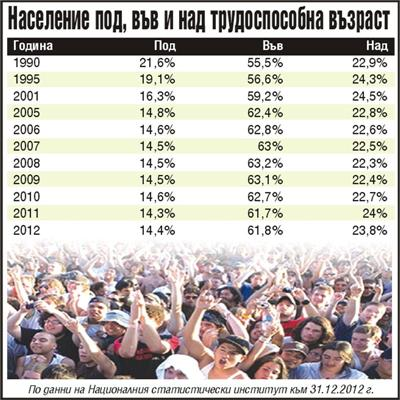 Население под, във и над трудоспособна възраст
Година Под Във Над
1990 21,6% 55,5% 22,9%
1995 19,1% 56,6% 24,3%
2001 16,3% 59,2% 24,5%
2005 14,8% 62,4% 22,8%
2006 14,6% 62,8% 22,6%
2007 14,5% 63% 22,5%
2008 14,5% 63,2% 22,3%
2009 14,5% 63,1% 22,4%
2010 14,6% 62,7% 22,7%
2011 14,3% 61,7% 24%
2012 14,4% 61,8% 23,8%
По данни на Националния статистически институт към 31.12.2012 г.